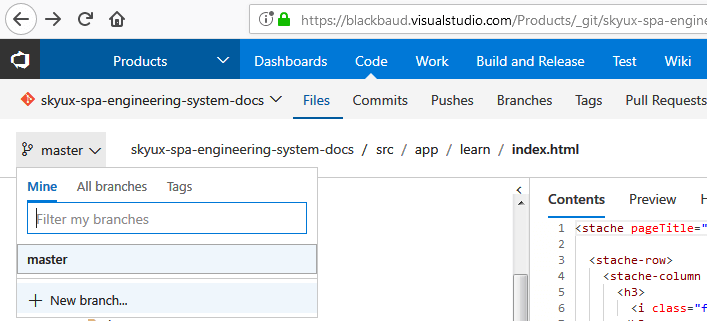 https://blackbaud.visualstudio.com/Products/_git/skyux-spa-engine
Products Dashboards Code Work Build and Release Test Wiki
skyux-spa-engineering-system-docs Files Commits Pushes Branches Tags Pull Requests
master skyux-spa-engineering-system-docs / src / app / learn / index.html
Mine All branches Tags
Filter my branches
master
+ New branch...
Contents Preview H
1 <stache pageTitle="
2
3 <stache-row>
4 <stache-column
5 <h3>
6 <i class="f